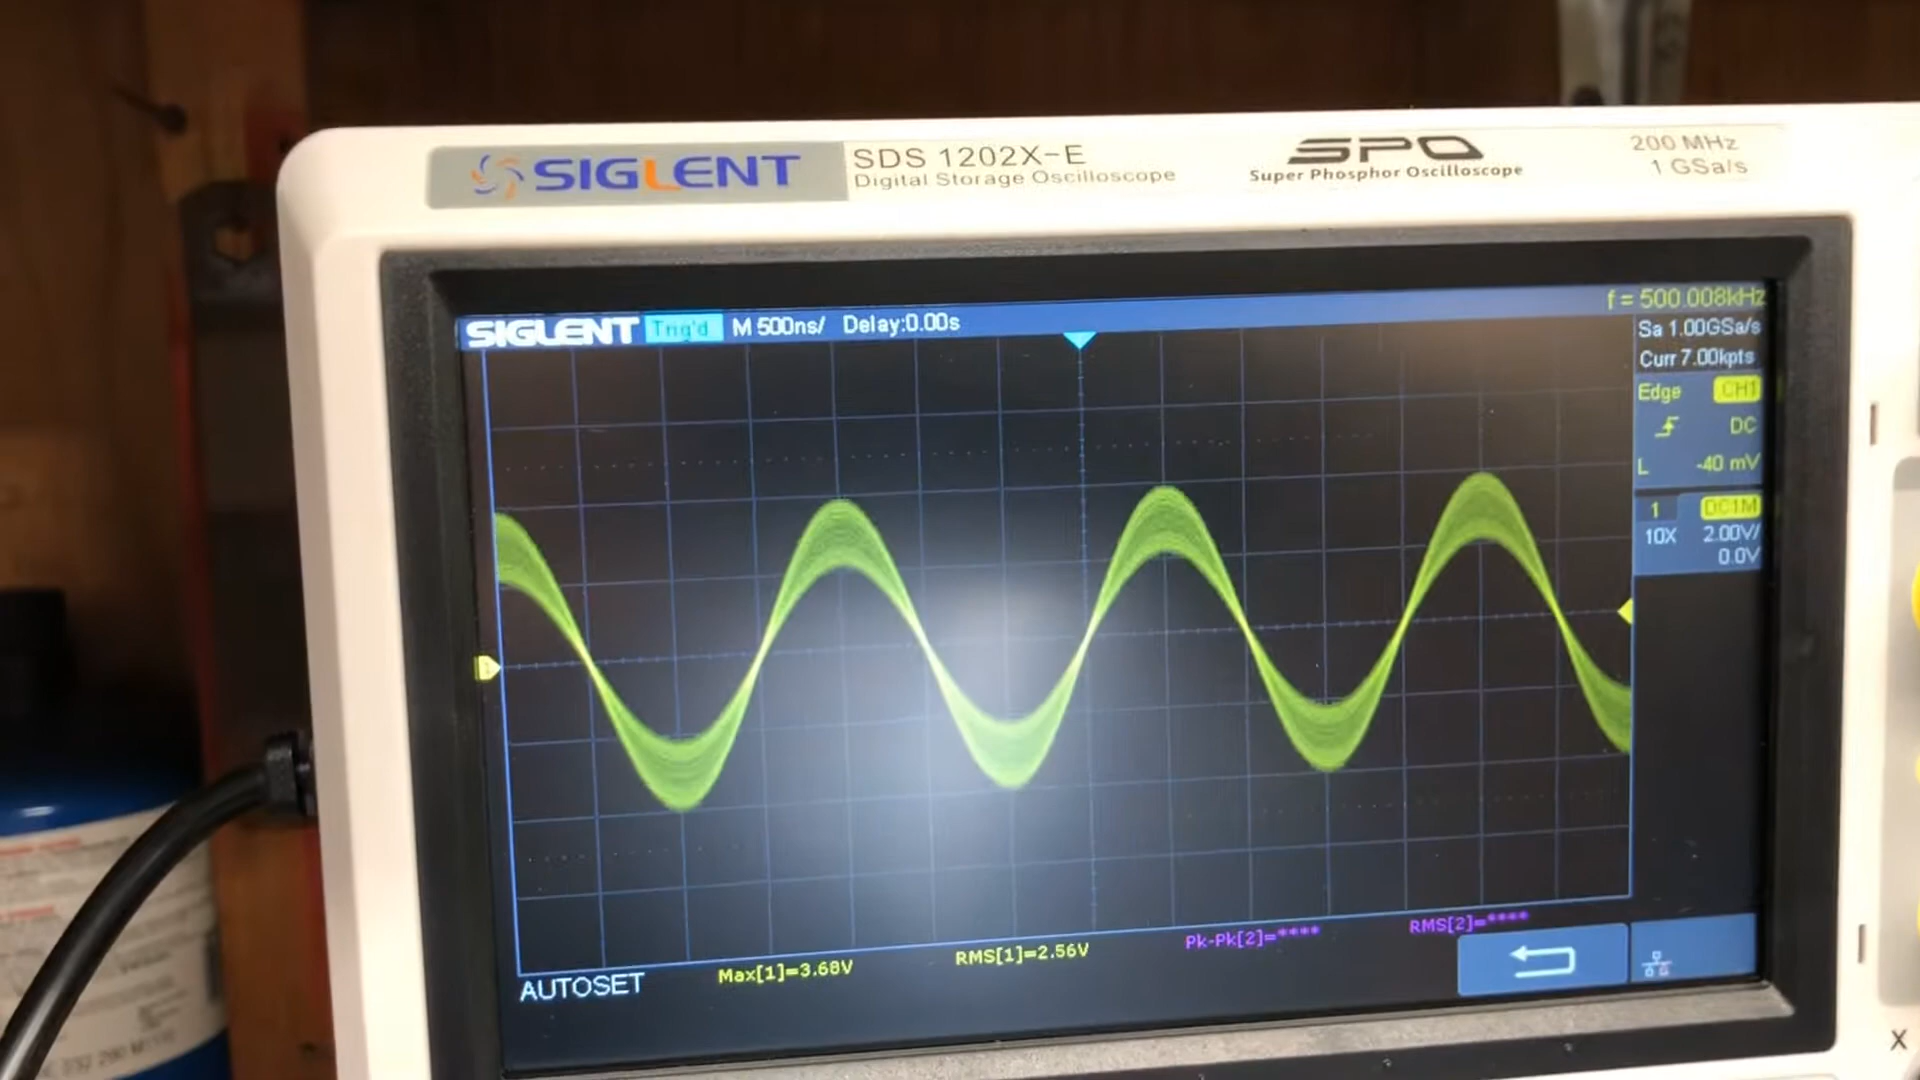 SIGLENT
SDS 1202X-E
Digital Storage Oscilloscope
SPO
Super Phosphor Oscilloscope
200 MHz
1 GSa/s
f = 500.008kHz
SIGLENT Trig'd M 500ns/ Delay:0.00s
Sa 1.00GSa/s
Curr 7.00kpts
Edge CH1
DC
L -40 mV
1 DC1M
10X 2.00V/
0.0V
1
Max[1]=3.68V RMS[1]=2.56V Pk-Pk[2]=**** RMS[2]=****
AUTOSET
X